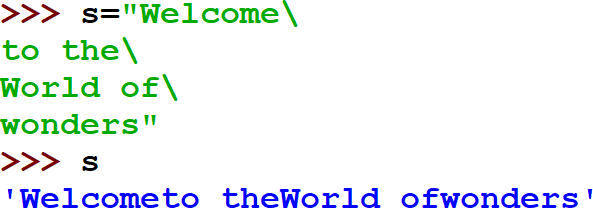 >>> s="Welcome\
to the\
World of\
wonders"
>>> s
'Welcometo theWorld ofwonders'